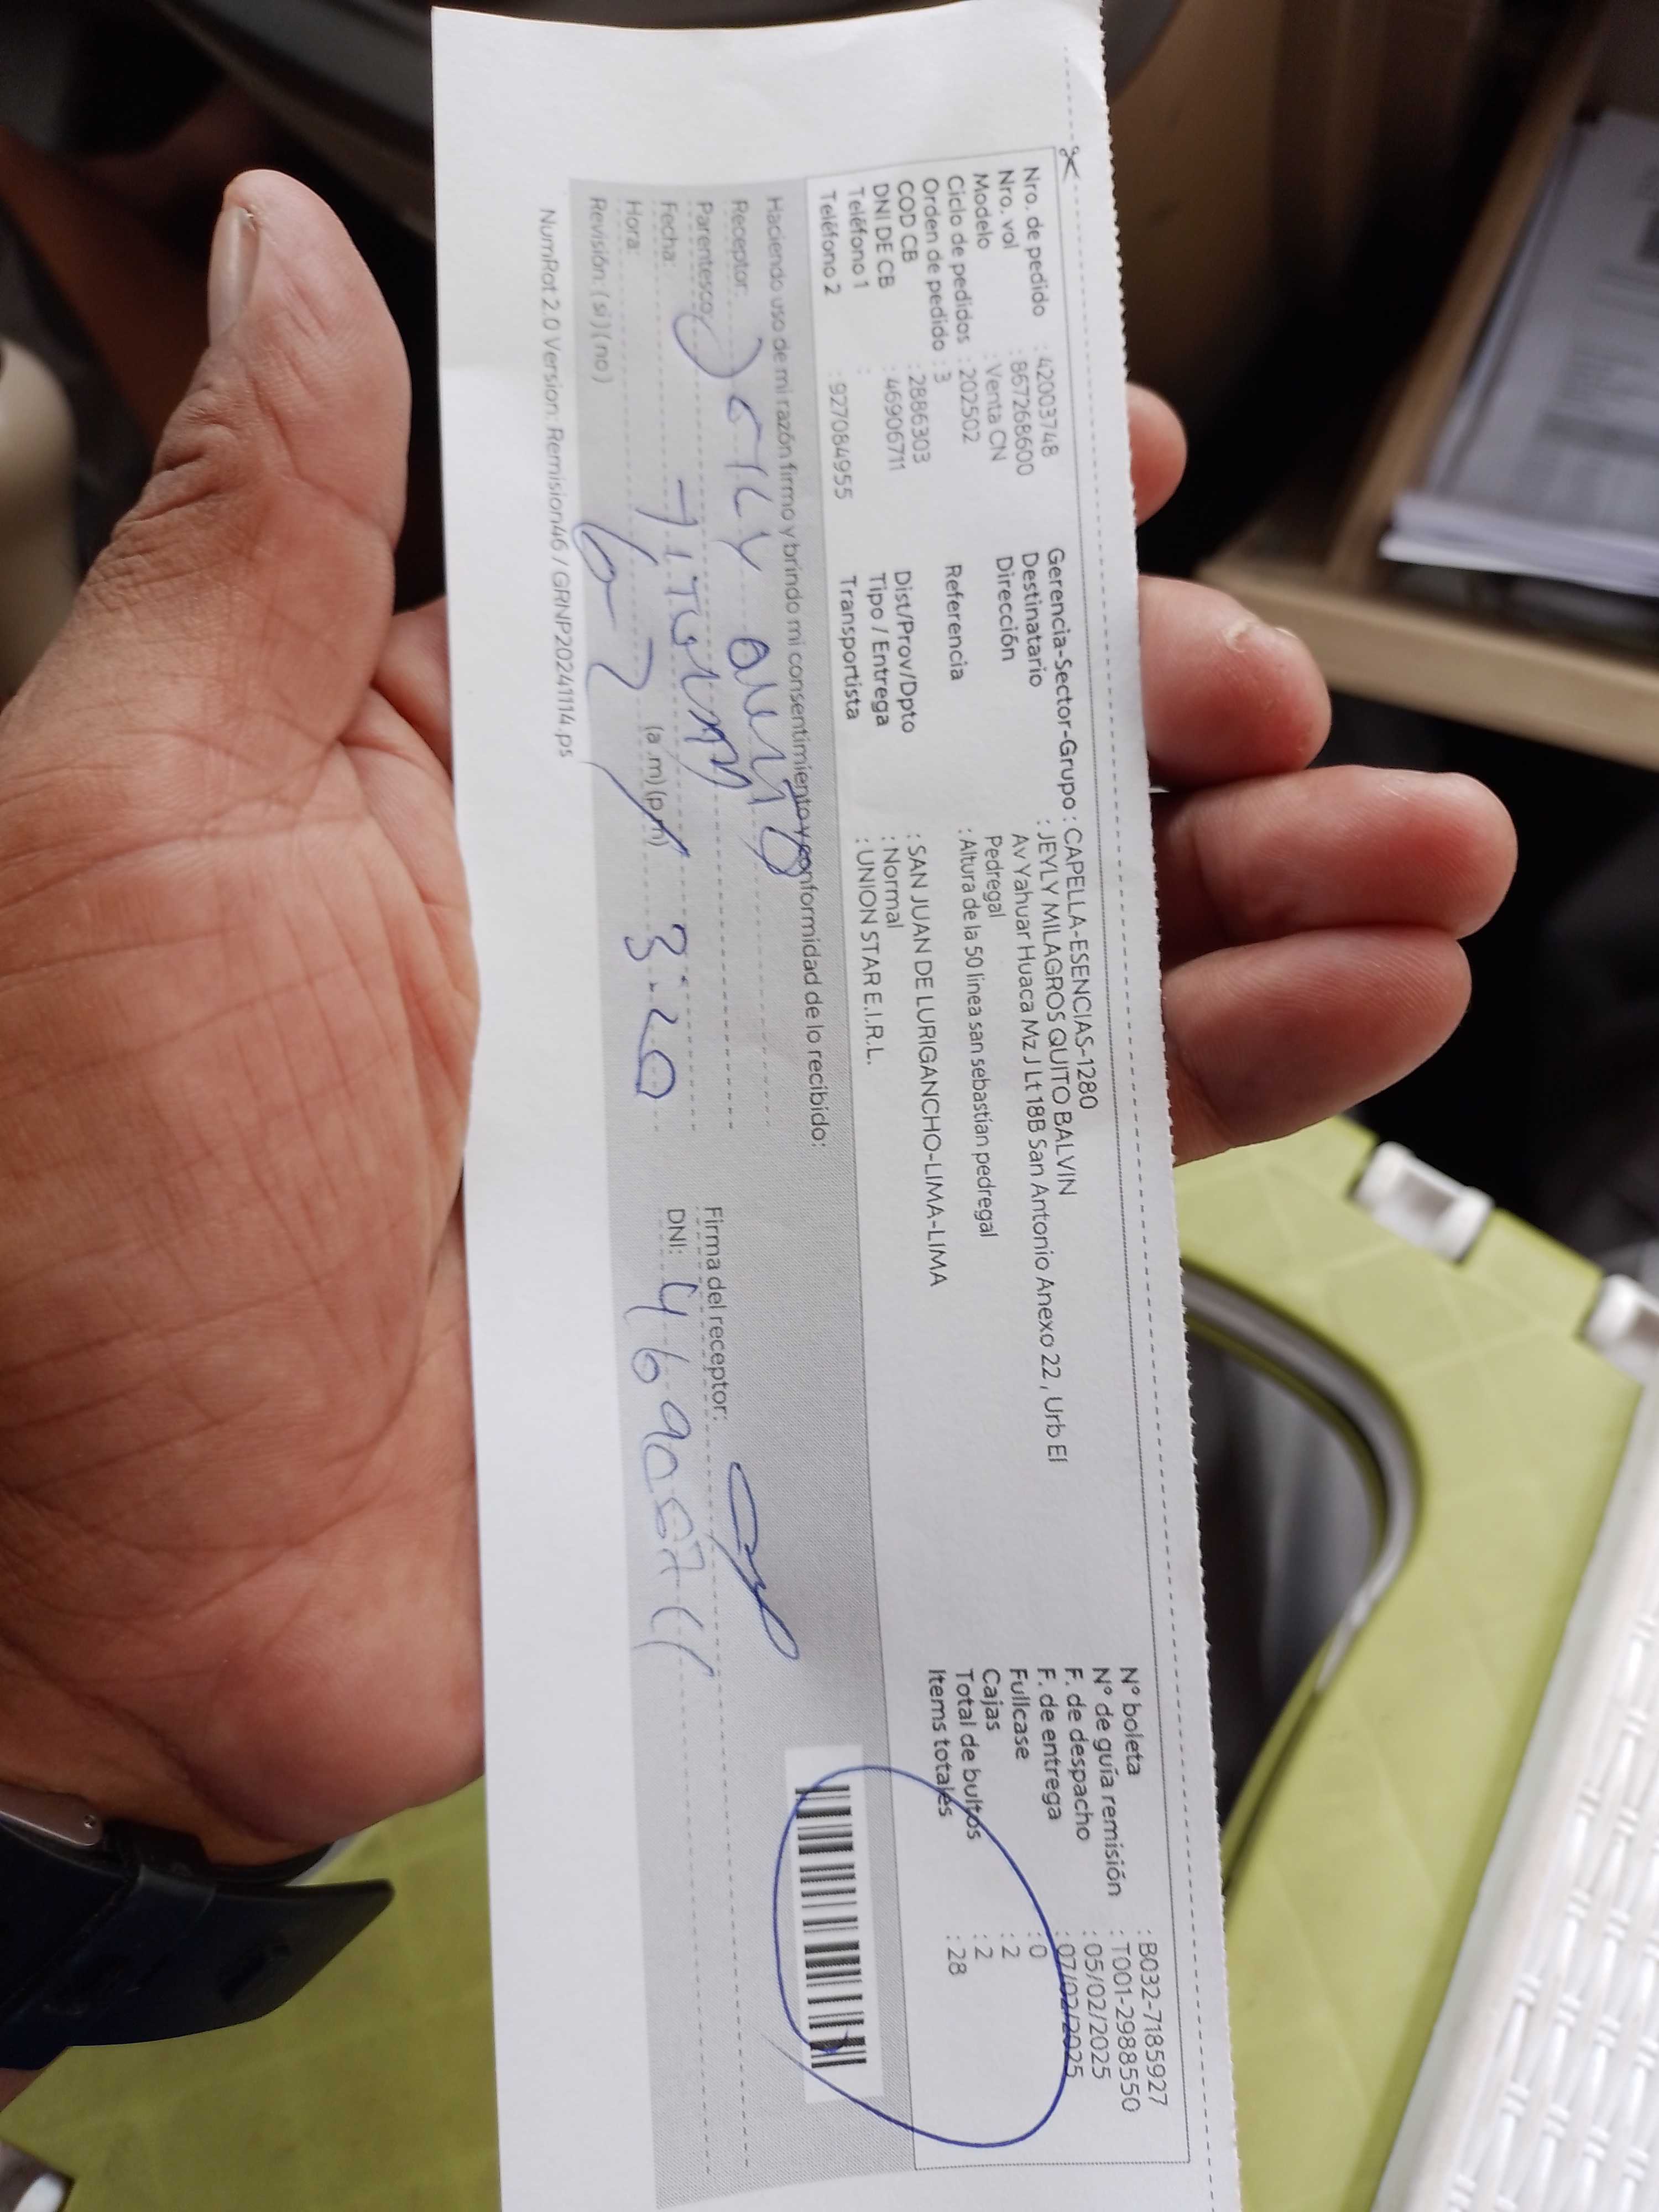 Nro. de pedido : 42003748
Nro. vol : 867268600
Modelo : Venta CN
Ciclo de pedidos : 202502
Orden de pedido : 3
COD CB : 2886303
DNI DE CB : 46906711
Teléfono 1 :
Teléfono 2 : 927084955
Gerencia-Sector-Grupo : CAPELLA-ESENCIAS-1280
Destinatario : JEYLY MILAGROS QUITO BALVIN
Dirección Av Yahuar Huaca Mz J Lt 18B San Antonio Anexo 22 , Urb El
Pedregal
Referencia : Altura de la 50 linea san sebastian pedregal
Dist/Prov/Dpto : SAN JUAN DE LURIGANCHO-LIMA-LIMA
Tipo / Entrega : Normal
Transportista : UNION STAR E.I.R.L.
N° boleta : B032-7185927
N° de guía remisión : T001-2988550
F. de despacho : 05/02/2025
F. de entrega : 07/02/2025
Fullcase : 0
Cajas : 2
Total de bultos : 2
Items totales : 28
Haciendo uso de mi razón firmo y brindo mi consentimiento y conformidad de lo recibido:
Receptor:
Parentesco:
Fecha:
Hora: (a .m) (p.m) 3:20
Revisión: ( si ) ( no )
Firma del receptor:
DNI:
NumRot 2.0 Version: Remision46 / GRNP20241114.ps